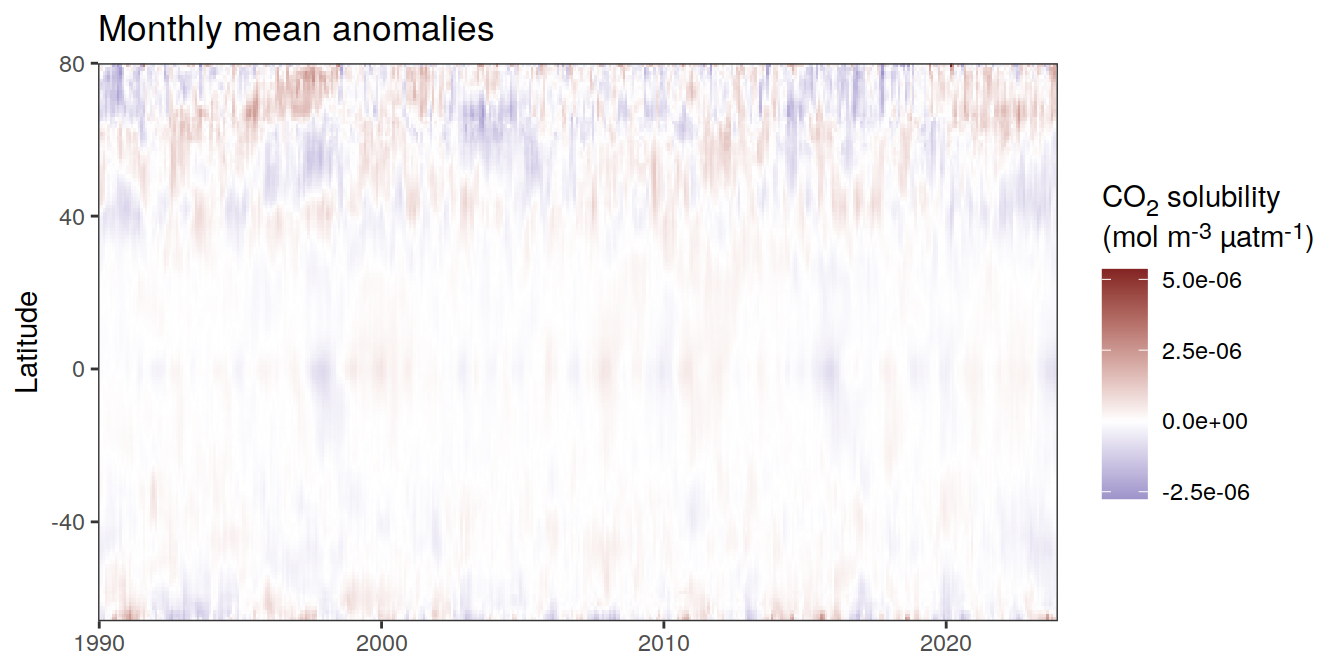 Monthly mean anomalies
80
40
0
-40
Latitude
1990
2000
2010
2020
CO₂ solubility
(mol m⁻³ µatm⁻¹)
5.0e-06
2.5e-06
0.0e+00
-2.5e-06